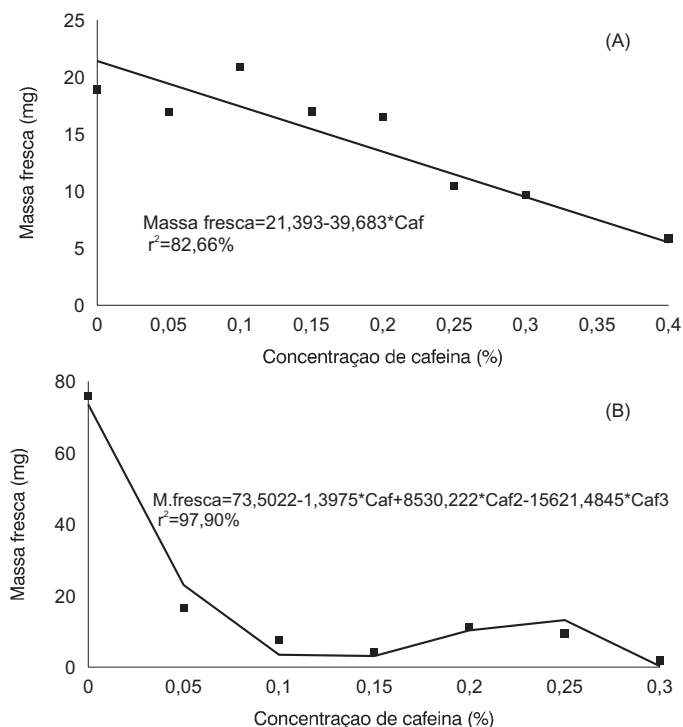 (A)
25
20
15
10
5
0
Massa fresca (mg)
Massa fresca=21,393-39,683*Caf
r²=82,66%
0 0,05 0,1 0,15 0,2 0,25 0,3 0,35 0,4
Concentraçao de cafeina (%)
(B)
80
60
40
20
0
Massa fresca (mg)
M.fresca=73,5022-1,3975*Caf+8530,222*Caf2-15621,4845*Caf3
r²=97,90%
0 0,05 0,1 0,15 0,2 0,25 0,3
Concentraçao de cafeina (%)